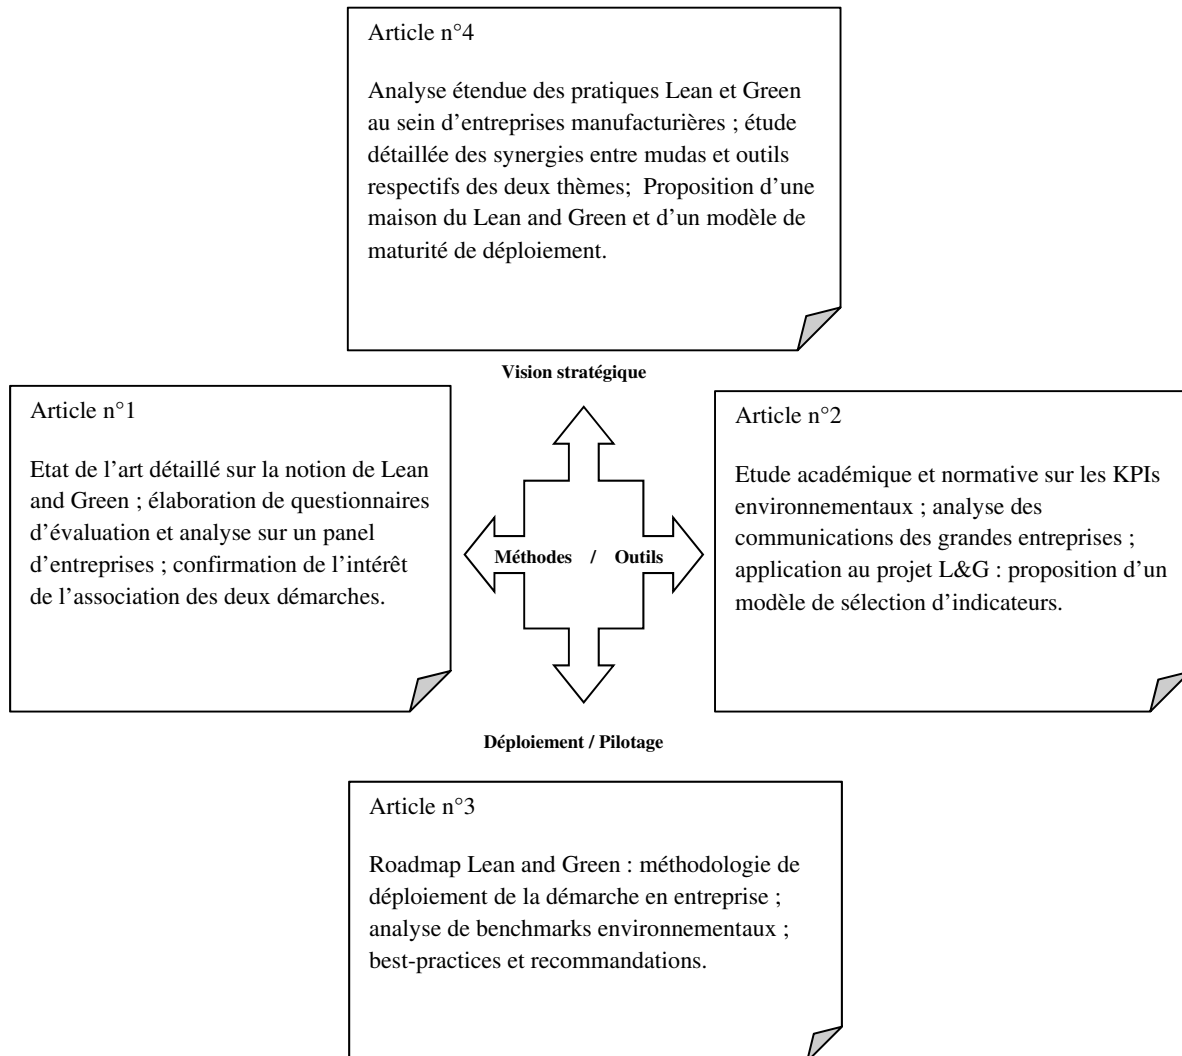 Article n°4
Analyse étendue des pratiques Lean et Green
au sein d'entreprises manufacturières ; étude
détaillée des synergies entre mudas et outils
respectifs des deux thèmes;  Proposition d'une
maison du Lean and Green et d'un modèle de
maturité de déploiement.
Vision stratégique
Article n°1
Etat de l'art détaillé sur la notion de Lean
and Green ; élaboration de questionnaires
d'évaluation et analyse sur un panel
d'entreprises ; confirmation de l'intérêt
de l'association des deux démarches.
Méthodes / Outils
Article n°2
Etude académique et normative sur les KPIs
environnementaux ; analyse des
communications des grandes entreprises ;
application au projet L&G : proposition d'un
modèle de sélection d'indicateurs.
Déploiement / Pilotage
Article n°3
Roadmap Lean and Green : méthodologie de
déploiement de la démarche en entreprise ;
analyse de benchmarks environnementaux ;
best-practices et recommandations.